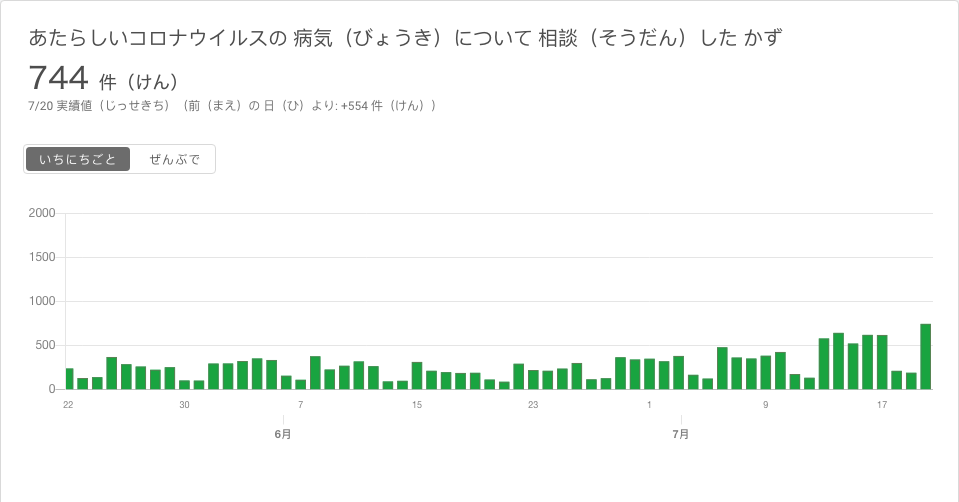 あたらしいコロナウイルスの 病気（びょうき）について 相談（そうだん）した かず
744 件（けん）
7/20 実績値（じっせきち）（前（まえ）の 日（ひ）より: +554 件（けん））
いちにちごと ぜんぶで
2000
1500
1000
500
0
22 30 7 15 23 1 9 17
6月 7月